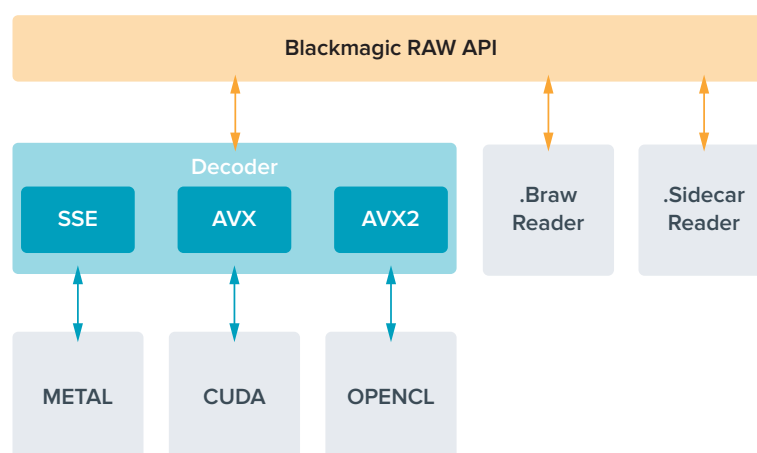 Blackmagic RAW API
Decoder
SSE
AVX
AVX2
.Braw
Reader
.Sidecar
Reader
METAL
CUDA
OPENCL